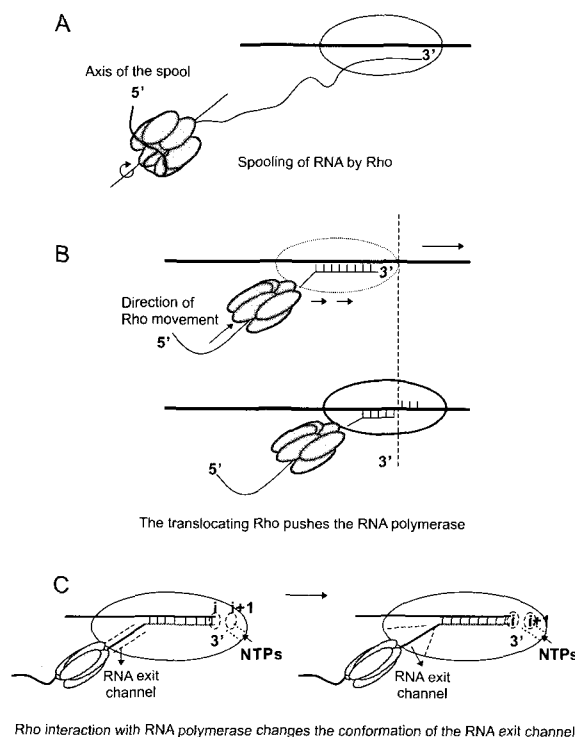 A
3'
Axis of the spool
5'
Spooling of RNA by Rho
B
3'
Direction of
Rho movement
5'
5'
3'
The translocating Rho pushes the RNA polymerase
C
i i+1 i i+1
3' 3'
NTPs NTPs
RNA exit RNA exit
channel channel
Rho interaction with RNA polymerase changes the conformation of the RNA exit channel